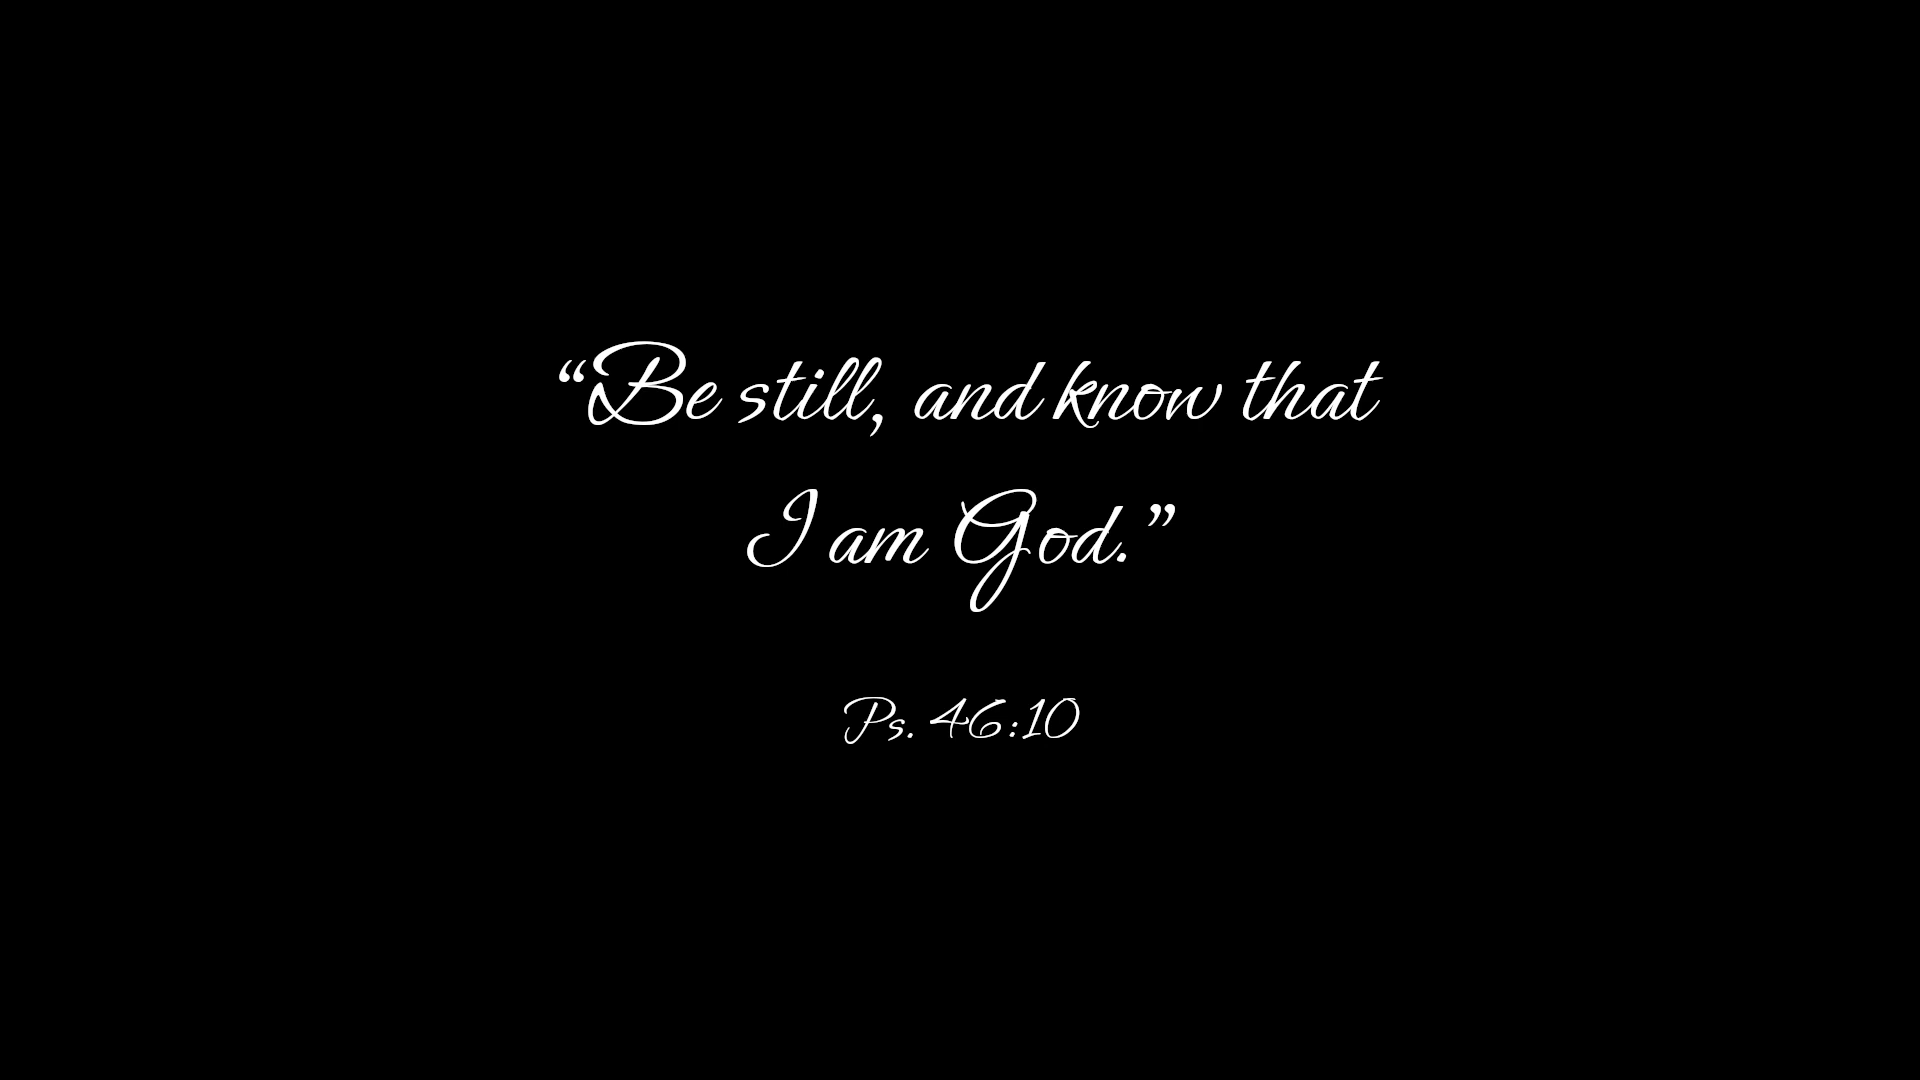 “Be still, and know that
I am God.”
Ps. 46:10